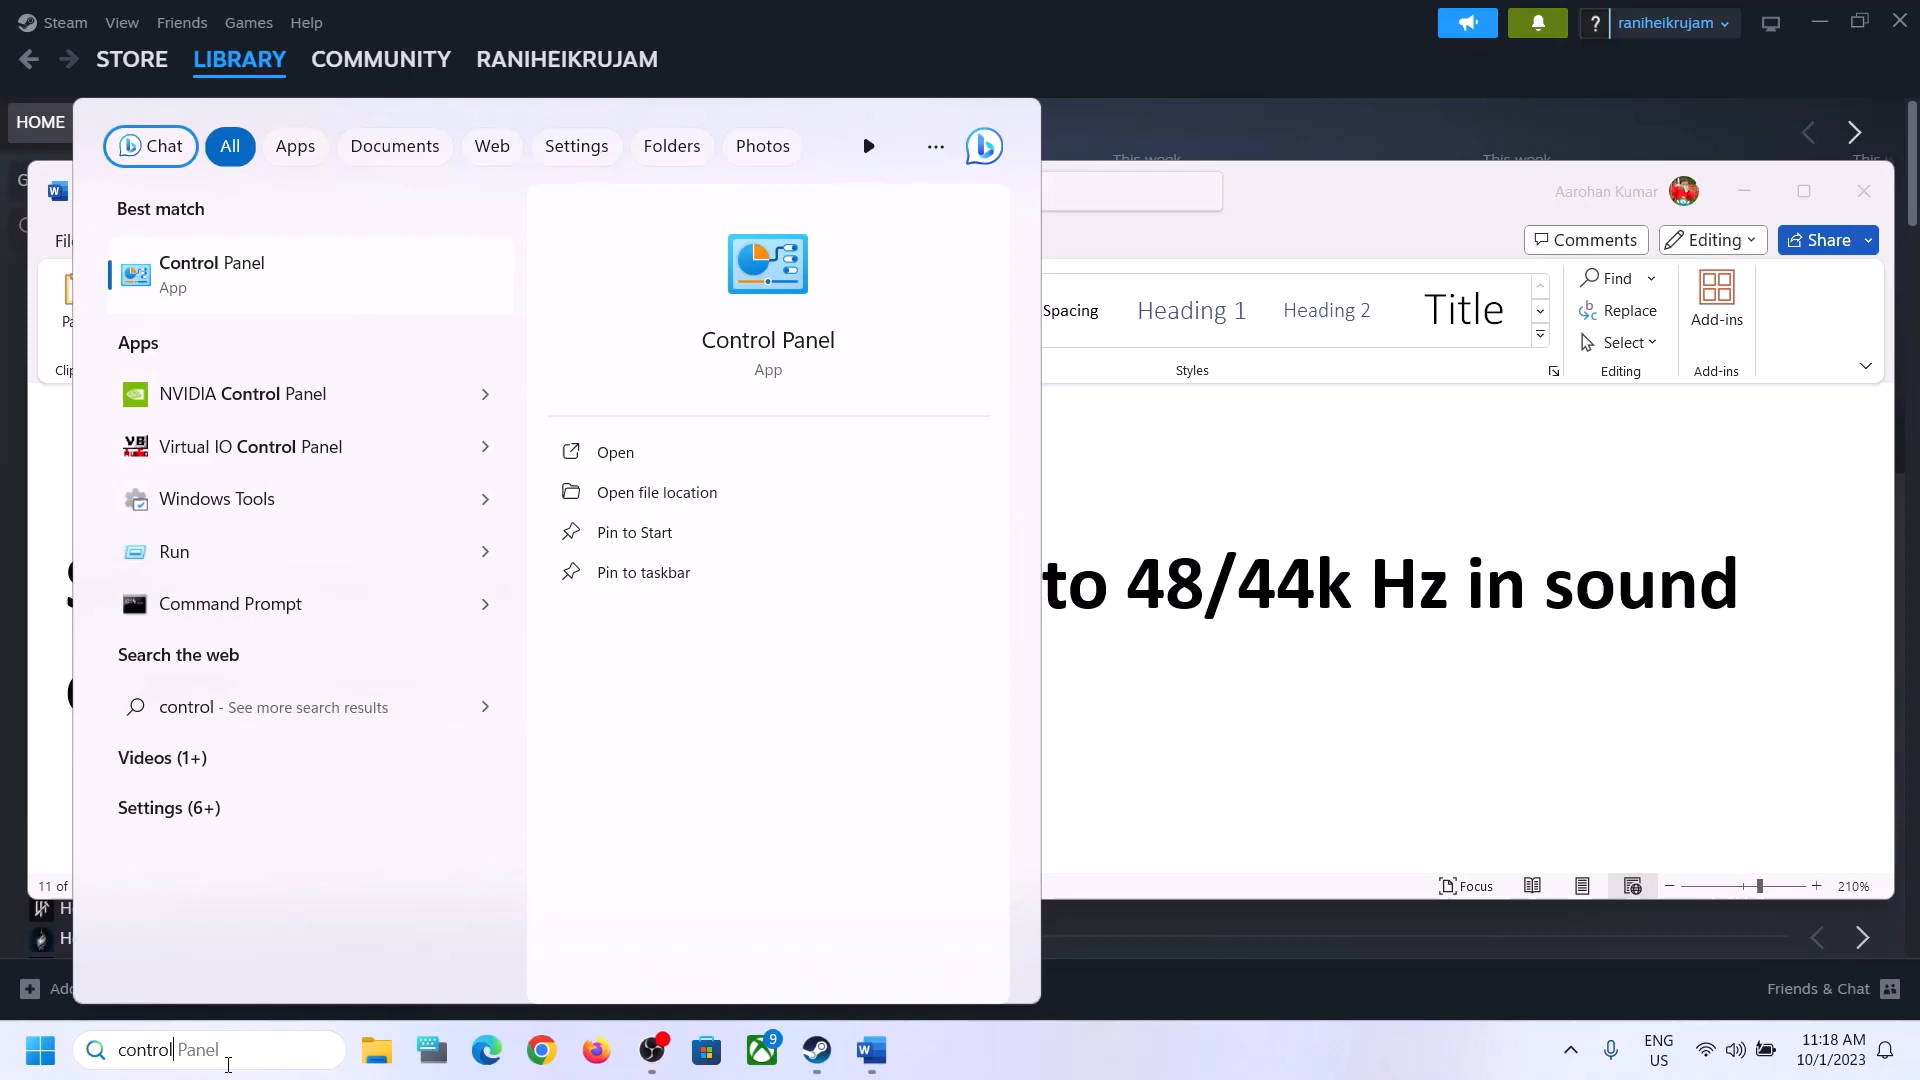 Steam View Friends Games Help
raniheikrujam
STORE LIBRARY COMMUNITY RANIHEIKRUJAM
HOME
Chat All Apps Documents Web Settings Folders Photos
Best match
Control Panel
App
Apps
NVIDIA Control Panel
Virtual IO Control Panel
Windows Tools
Run
Command Prompt
Search the web
control - See more search results
Videos (1+)
Settings (6+)
Control Panel
App
Open
Open file location
Pin to Start
Pin to taskbar
Aarohan Kumar
Comments Editing Share
Spacing Heading 1 Heading 2 Title
Find
Replace
Select
Add-ins
Styles Editing Add-ins
to 48/44k Hz in sound
11 of
Focus 210%
Friends & Chat
control Panel
9
ENG
US
11:18 AM
10/1/2023